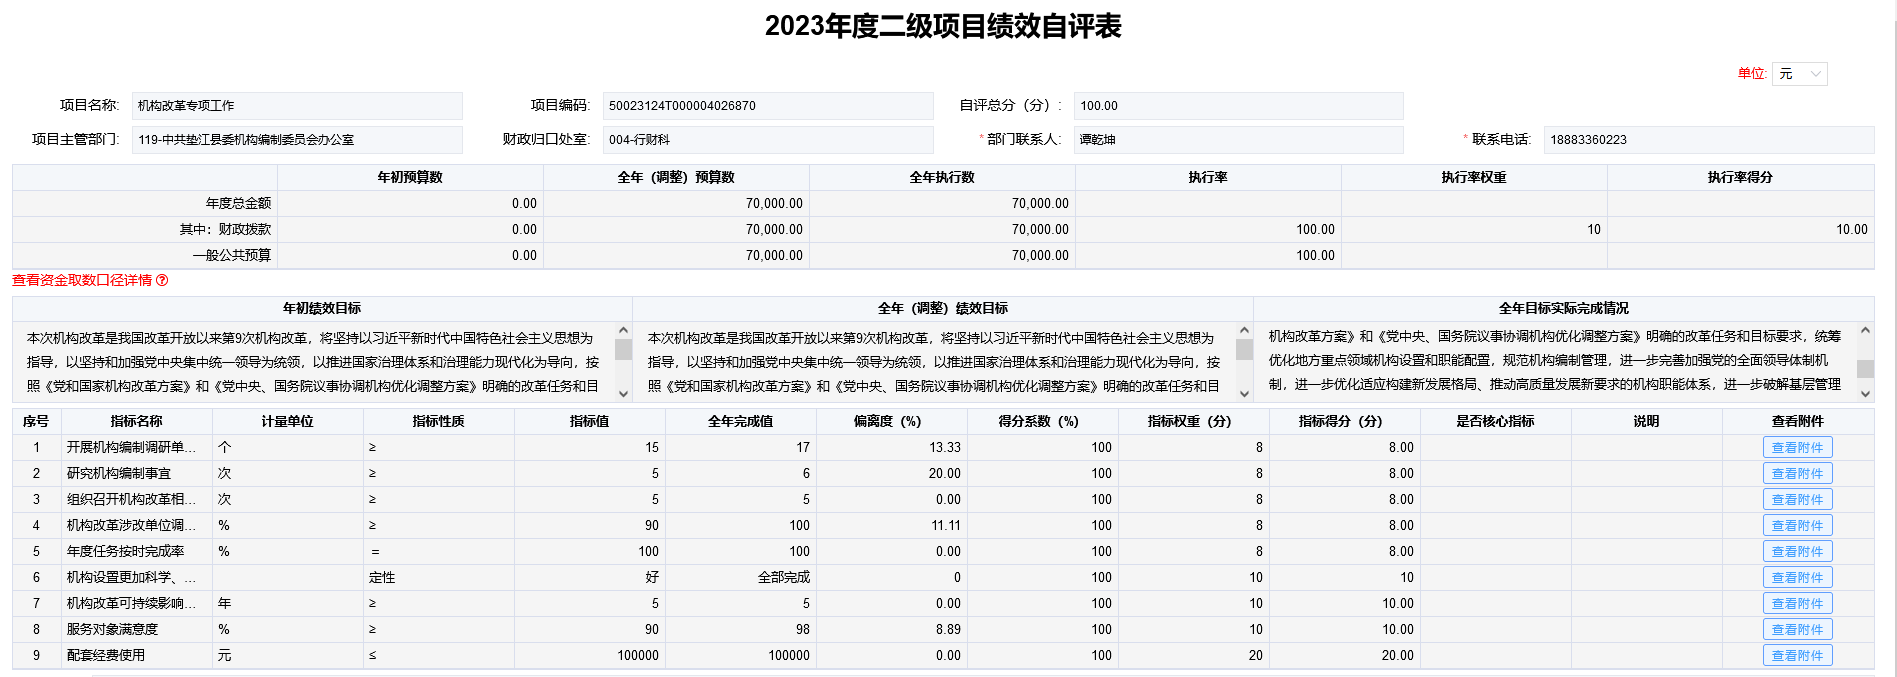 2023年度二级项目绩效自评表
单位: 元
项目名称: 机构改革专项工作 项目编码: 50023124T000004026870 自评总分（分）: 100.00
项目主管部门: 119-中共垫江县委机构编制委员会办公室 财政归口处室: 004-行财科 *部门联系人: 谭乾坤 *联系电话: 18883360223
年初预算数 全年（调整）预算数 全年执行数 执行率 执行率权重 执行率得分
年度总金额 0.00 70,000.00 70,000.00
其中：财政拨款 0.00 70,000.00 70,000.00 100.00 10 10.00
一般公共预算 0.00 70,000.00 70,000.00 100.00
查看资金取数口径详情 ?
年初绩效目标 全年（调整）绩效目标 全年目标实际完成情况
本次机构改革是我国改革开放以来第9次机构改革，将坚持以习近平新时代中国特色社会主义思想为
指导，以坚持和加强党中央集中统一领导为统领，以推进国家治理体系和治理能力现代化为导向，按
照《党和国家机构改革方案》和《党中央、国务院议事协调机构优化调整方案》明确的改革任务和目
本次机构改革是我国改革开放以来第9次机构改革，将坚持以习近平新时代中国特色社会主义思想为
指导，以坚持和加强党中央集中统一领导为统领，以推进国家治理体系和治理能力现代化为导向，按
照《党和国家机构改革方案》和《党中央、国务院议事协调机构优化调整方案》明确的改革任务和目
机构改革方案》和《党中央、国务院议事协调机构优化调整方案》明确的改革任务和目标要求，统筹
优化地方重点领域机构设置和职能配置，规范机构编制管理，进一步完善加强党的全面领导体制机
制，进一步优化适应构建新发展格局、推动高质量发展新要求的机构职能体系，进一步破解基层管理
序号 指标名称 计量单位 指标性质 指标值 全年完成值 偏离度（%） 得分系数（%） 指标权重（分） 指标得分（分） 是否核心指标 说明 查看附件
1 开展机构编制调研单... 个 ≥ 15 17 13.33 100 8 8.00 查看附件
2 研究机构编制事宜 次 ≥ 5 6 20.00 100 8 8.00 查看附件
3 组织召开机构改革相... 次 ≥ 5 5 0.00 100 8 8.00 查看附件
4 机构改革涉改单位调... % ≥ 90 100 11.11 100 8 8.00 查看附件
5 年度任务按时完成率 % = 100 100 0.00 100 8 8.00 查看附件
6 机构设置更加科学、... 定性 好 全部完成 0 100 10 10 查看附件
7 机构改革可持续影响... 年 ≥ 5 5 0.00 100 10 10.00 查看附件
8 服务对象满意度 % ≥ 90 98 8.89 100 10 10.00 查看附件
9 配套经费使用 元 ≤ 100000 100000 0.00 100 20 20.00 查看附件